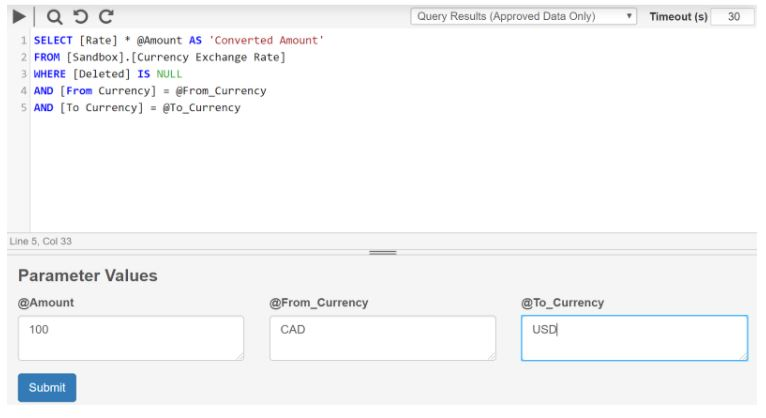 Query Results (Approved Data Only) Timeout (s) 30
1 SELECT [Rate] * @Amount AS 'Converted Amount'
2 FROM [Sandbox].[Currency Exchange Rate]
3 WHERE [Deleted] IS NULL
4 AND [From Currency] = @From_Currency
5 AND [To Currency] = @To_Currency
Line 5, Col 33
Parameter Values
@Amount @From_Currency @To_Currency
100 CAD USD
Submit